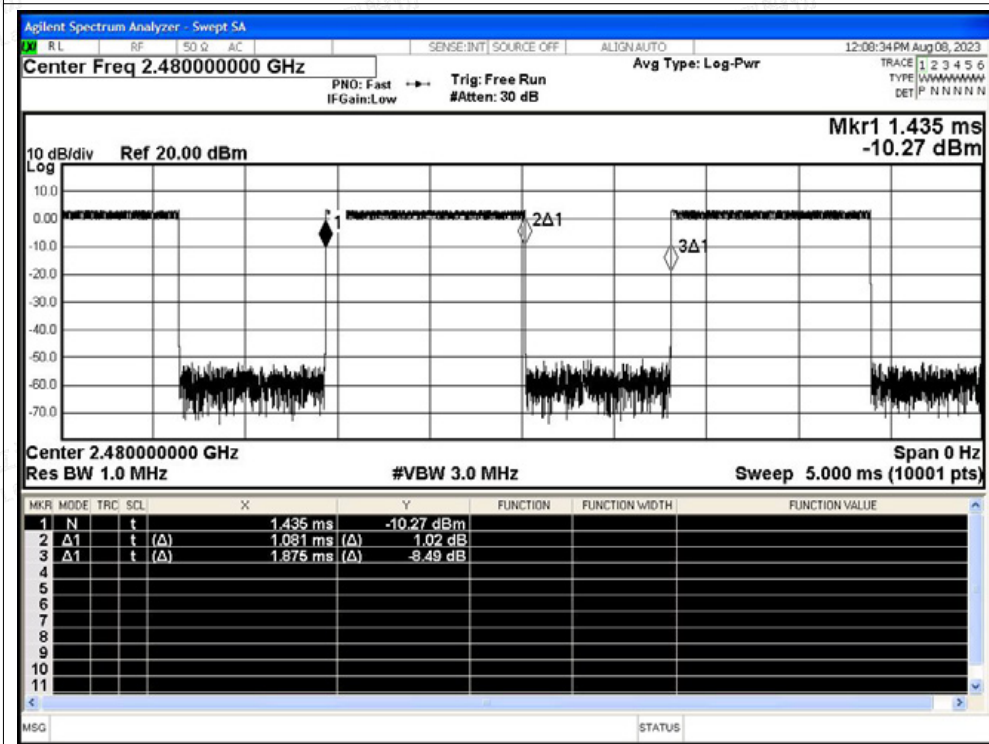 Agilent Spectrum Analyzer - Swept SA
RL RF 50 Ω AC SENSE:INT SOURCE OFF ALIGN AUTO 12:08:34 PM Aug 08, 2023
Center Freq 2.480000000 GHz Avg Type: Log-Pwr TRACE 1 2 3 4 5 6
PNO: Fast Trig: Free Run TYPE WWWWWW
IFGain:Low #Atten: 30 dB DET P N N N N N
Mkr1 1.435 ms
10 dB/div Ref 20.00 dBm -10.27 dBm
Log
10.0
0.00 1 2Δ1
-10.0 3Δ1
-20.0
-30.0
-40.0
-50.0
-60.0
-70.0
Center 2.480000000 GHz Span 0 Hz
Res BW 1.0 MHz #VBW 3.0 MHz Sweep 5.000 ms (10001 pts)
MKR MODE TRC SCL X Y FUNCTION FUNCTION WIDTH FUNCTION VALUE
1 N t 1.435 ms -10.27 dBm
2 Δ1 t (Δ) 1.081 ms (Δ) 1.02 dB
3 Δ1 t (Δ) 1.875 ms (Δ) -8.49 dB
4
5
6
7
8
9
10
11
MSG STATUS